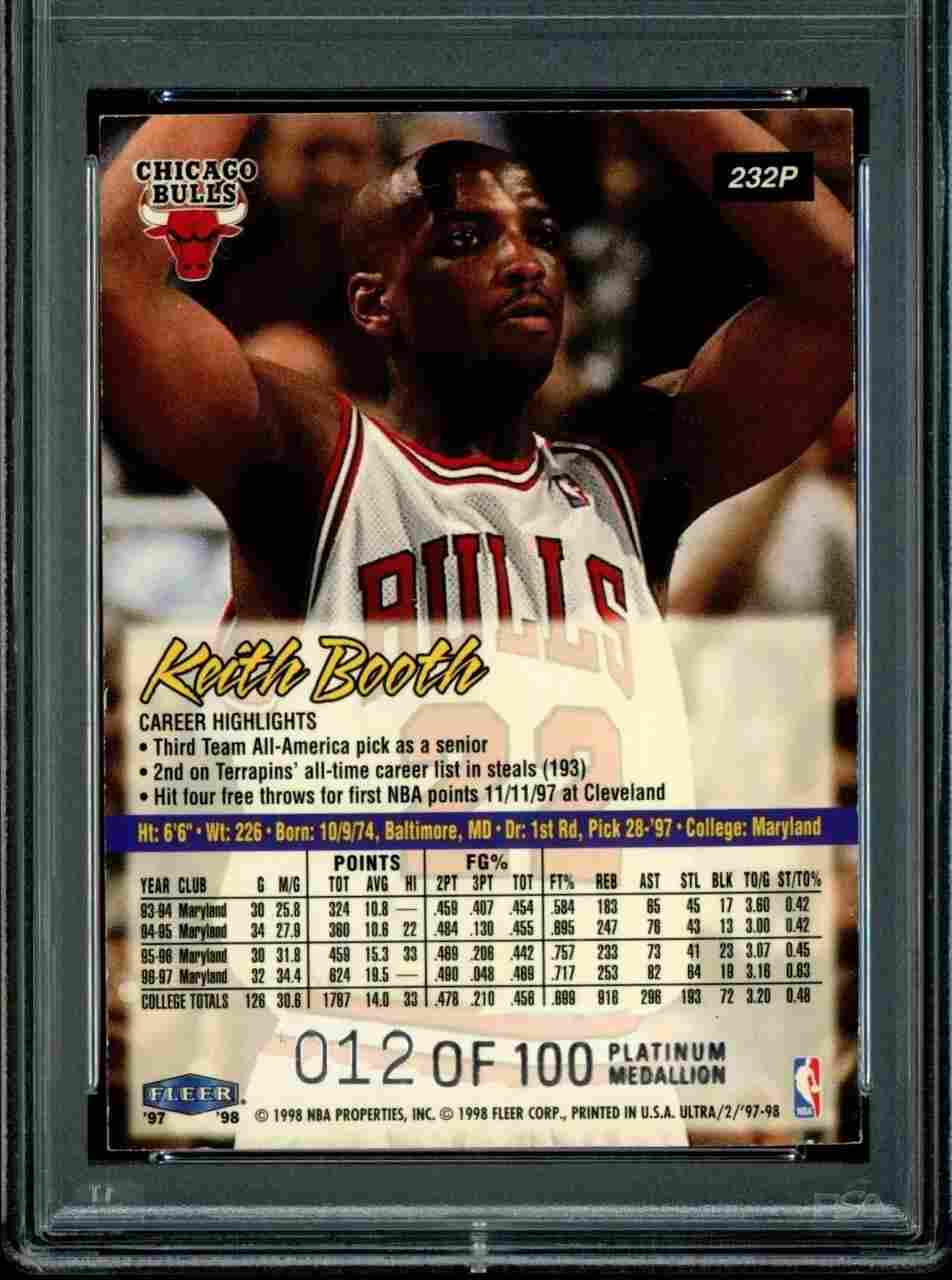 CHICAGO
BULLS
232P
BULLS
22
Keith Booth
CAREER HIGHLIGHTS
• Third Team All-America pick as a senior
• 2nd on Terrapins' all-time career list in steals (193)
• Hit four free throws for first NBA points 11/11/97 at Cleveland
Ht: 6'6" • Wt: 226 • Born: 10/9/74, Baltimore, MD • Dr: 1st Rd, Pick 28-'97 • College: Maryland
POINTS FG%
YEAR CLUB G M/G TOT AVG HI 2PT 3PT TOT FT% REB AST STL BLK TO/G ST/TO%
93-94 Maryland 30 25.8 324 10.8 — .459 .407 .454 .584 183 65 45 17 3.60 0.42
94-95 Maryland 34 27.9 360 10.6 22 .484 .130 .455 .695 247 76 43 13 3.00 0.42
95-96 Maryland 30 31.8 459 15.3 33 .469 .206 .442 .757 233 73 41 23 3.07 0.45
96-97 Maryland 32 34.4 624 19.5 — .490 .048 .469 .717 253 82 64 19 3.16 0.63
COLLEGE TOTALS 126 30.6 1767 14.0 33 .478 .210 .456 .699 916 296 193 72 3.20 0.48
012 OF 100 PLATINUM
MEDALLION
FLEER
'97 '98 © 1998 NBA PROPERTIES, INC. © 1998 FLEER CORP., PRINTED IN U.S.A. ULTRA/2/'97-98
NBA
PSA